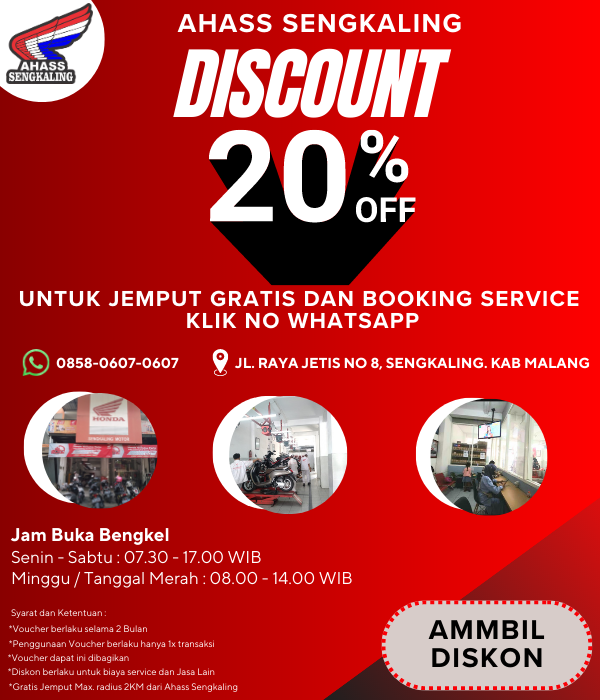 AHASS
SENGKALING
AHASS SENGKALING
DISCOUNT
20%
OFF
UNTUK JEMPUT GRATIS DAN BOOKING SERVICE
KLIK NO WHATSAPP
0858-0607-0607
JL. RAYA JETIS NO 8, SENGKALING. KAB MALANG
HONDA
SENGKALING MOTOR
Jam Buka Bengkel
Senin - Sabtu : 07.30 - 17.00 WIB
Minggu / Tanggal Merah : 08.00 - 14.00 WIB
Syarat dan Ketentuan :
*Voucher berlaku selama 2 Bulan
*Penggunaan Voucher berlaku hanya 1x transaksi
*Voucher dapat ini dibagikan
*Diskon berlaku untuk biaya service dan Jasa Lain
*Gratis Jemput Max. radius 2KM dari Ahass Sengkaling
AMMBIL
DISKON